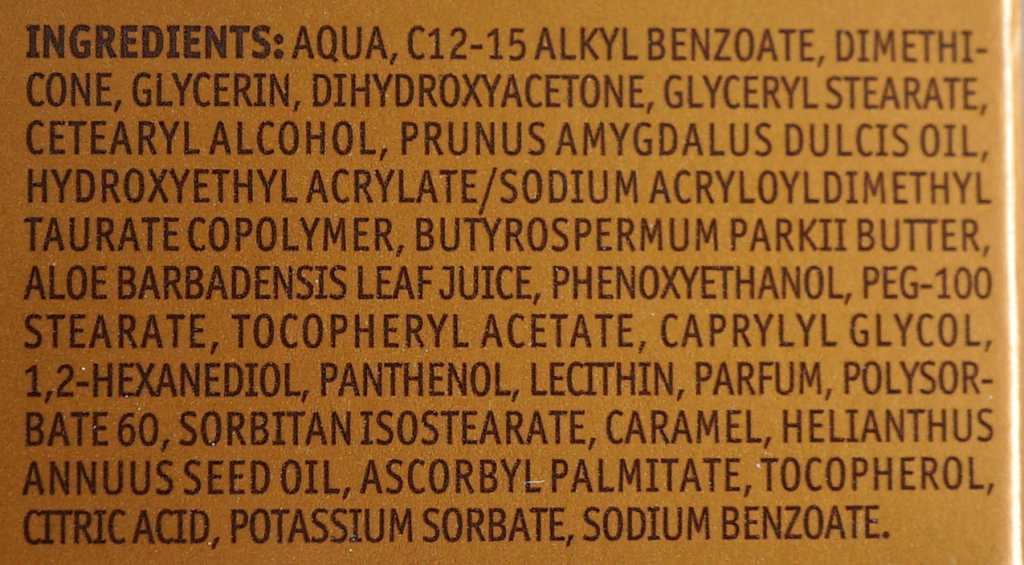 INGREDIENTS: AQUA, C12-15 ALKYL BENZOATE, DIMETHI-
CONE, GLYCERIN, DIHYDROXYACETONE, GLYCERYL STEARATE,
CETEARYL ALCOHOL, PRUNUS AMYGDALUS DULCIS OIL,
HYDROXYETHYL ACRYLATE/SODIUM ACRYLOYLDIMETHYL
TAURATE COPOLYMER, BUTYROSPERMUM PARKII BUTTER,
ALOE BARBADENSIS LEAF JUICE, PHENOXYETHANOL, PEG-100
STEARATE, TOCOPHERYL ACETATE, CAPRYLYL GLYCOL,
1,2-HEXANEDIOL, PANTHENOL, LECITHIN, PARFUM, POLYSOR-
BATE 60, SORBITAN ISOSTEARATE, CARAMEL, HELIANTHUS
ANNUUS SEED OIL, ASCORBYL PALMITATE, TOCOPHEROL,
CITRIC ACID, POTASSIUM SORBATE, SODIUM BENZOATE.